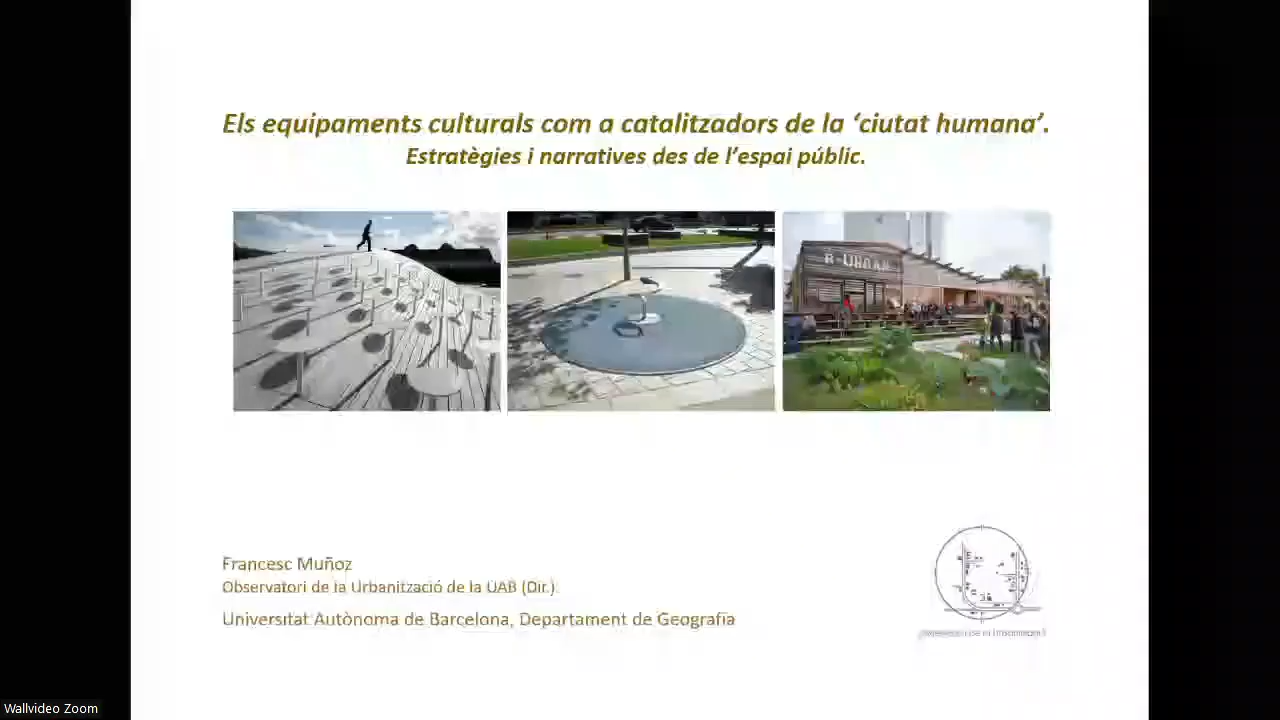 Els equipaments culturals com a catalitzadors de la ‘ciutat humana’.
Estratègies i narratives des de l’espai públic.
R-URBAN
Francesc Muñoz
Observatori de la Urbanització de la UAB (Dir.)
Universitat Autònoma de Barcelona, Departament de Geografia
Wallvideo Zoom